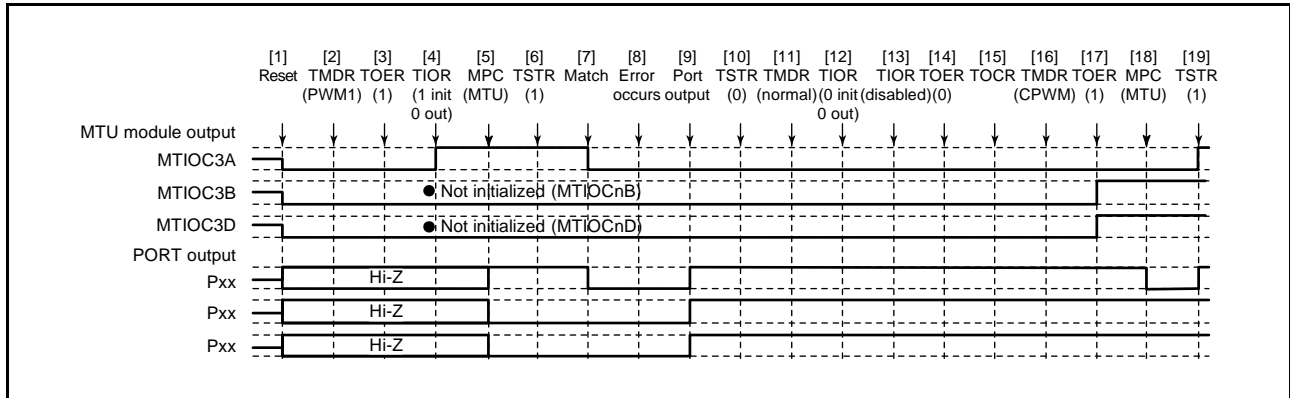 [1] [2] [3] [4] [5] [6] [7] [8] [9] [10] [11] [12] [13] [14] [15] [16] [17] [18] [19]
Reset TMDR TOER TIOR MPC TSTR Match Error Port TSTR TMDR TIOR TIOR TOER TOCR TMDR TOER MPC TSTR
(PWM1) (1) (1 init (MTU) (1) occurs output (0) (normal) (0 init (disabled) (0) (CPWM) (1) (MTU) (1)
0 out) 0 out)
MTU module output
MTIOC3A
MTIOC3B ● Not initialized (MTIOCnB)
MTIOC3D ● Not initialized (MTIOCnD)
PORT output
Pxx Hi-Z
Pxx Hi-Z
Pxx Hi-Z